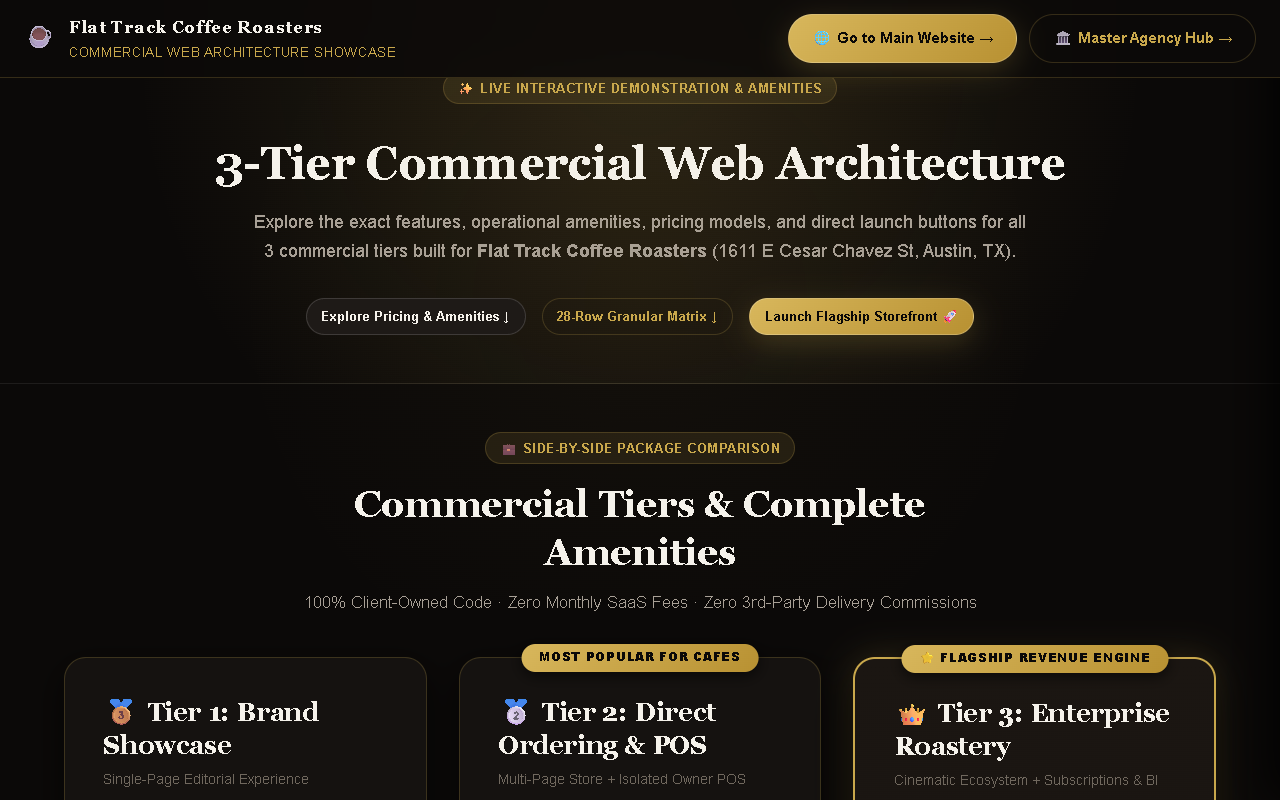 Flat Track Coffee Roasters
COMMERCIAL WEB ARCHITECTURE SHOWCASE
Go to Main Website →
Master Agency Hub →
LIVE INTERACTIVE DEMONSTRATION & AMENITIES
3-Tier Commercial Web Architecture
Explore the exact features, operational amenities, pricing models, and direct launch buttons for all
3 commercial tiers built for Flat Track Coffee Roasters (1611 E Cesar Chavez St, Austin, TX).
Explore Pricing & Amenities ↓
28-Row Granular Matrix ↓
Launch Flagship Storefront
SIDE-BY-SIDE PACKAGE COMPARISON
Commercial Tiers & Complete
Amenities
100% Client-Owned Code · Zero Monthly SaaS Fees · Zero 3rd-Party Delivery Commissions
Tier 1: Brand
Showcase
Single-Page Editorial Experience
MOST POPULAR FOR CAFES
Tier 2: Direct
Ordering & POS
Multi-Page Store + Isolated Owner POS
FLAGSHIP REVENUE ENGINE
Tier 3: Enterprise
Roastery
Cinematic Ecosystem + Subscriptions & BI